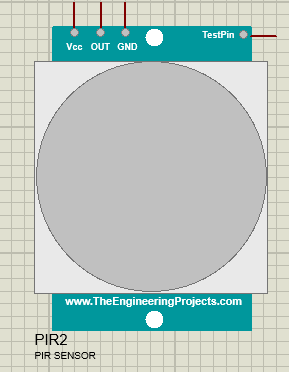 Vcc OUT GND TestPin
www.TheEngineeringProjects.com
PIR2
PIR SENSOR